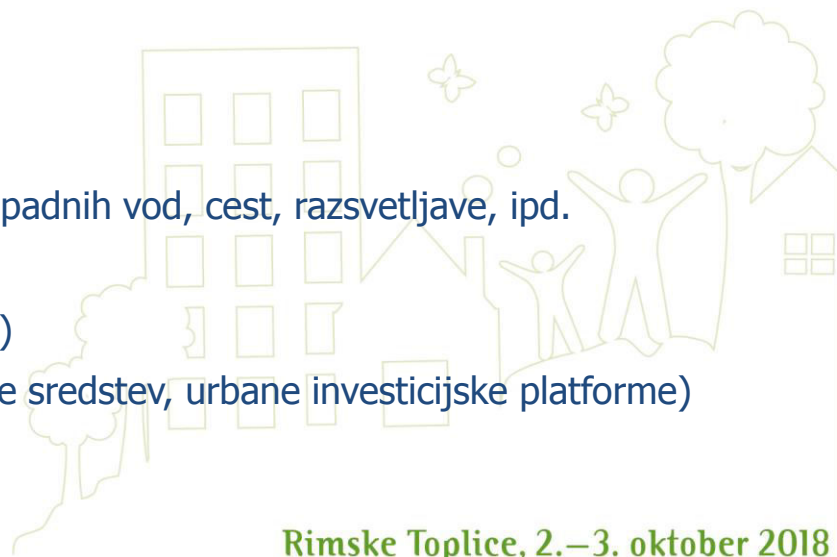 padnih vod, cest, razsvetljave, ipd.
)
e sredstev, urbane investicijske platforme)
Rimske Toplice, 2.–3. oktober 2018